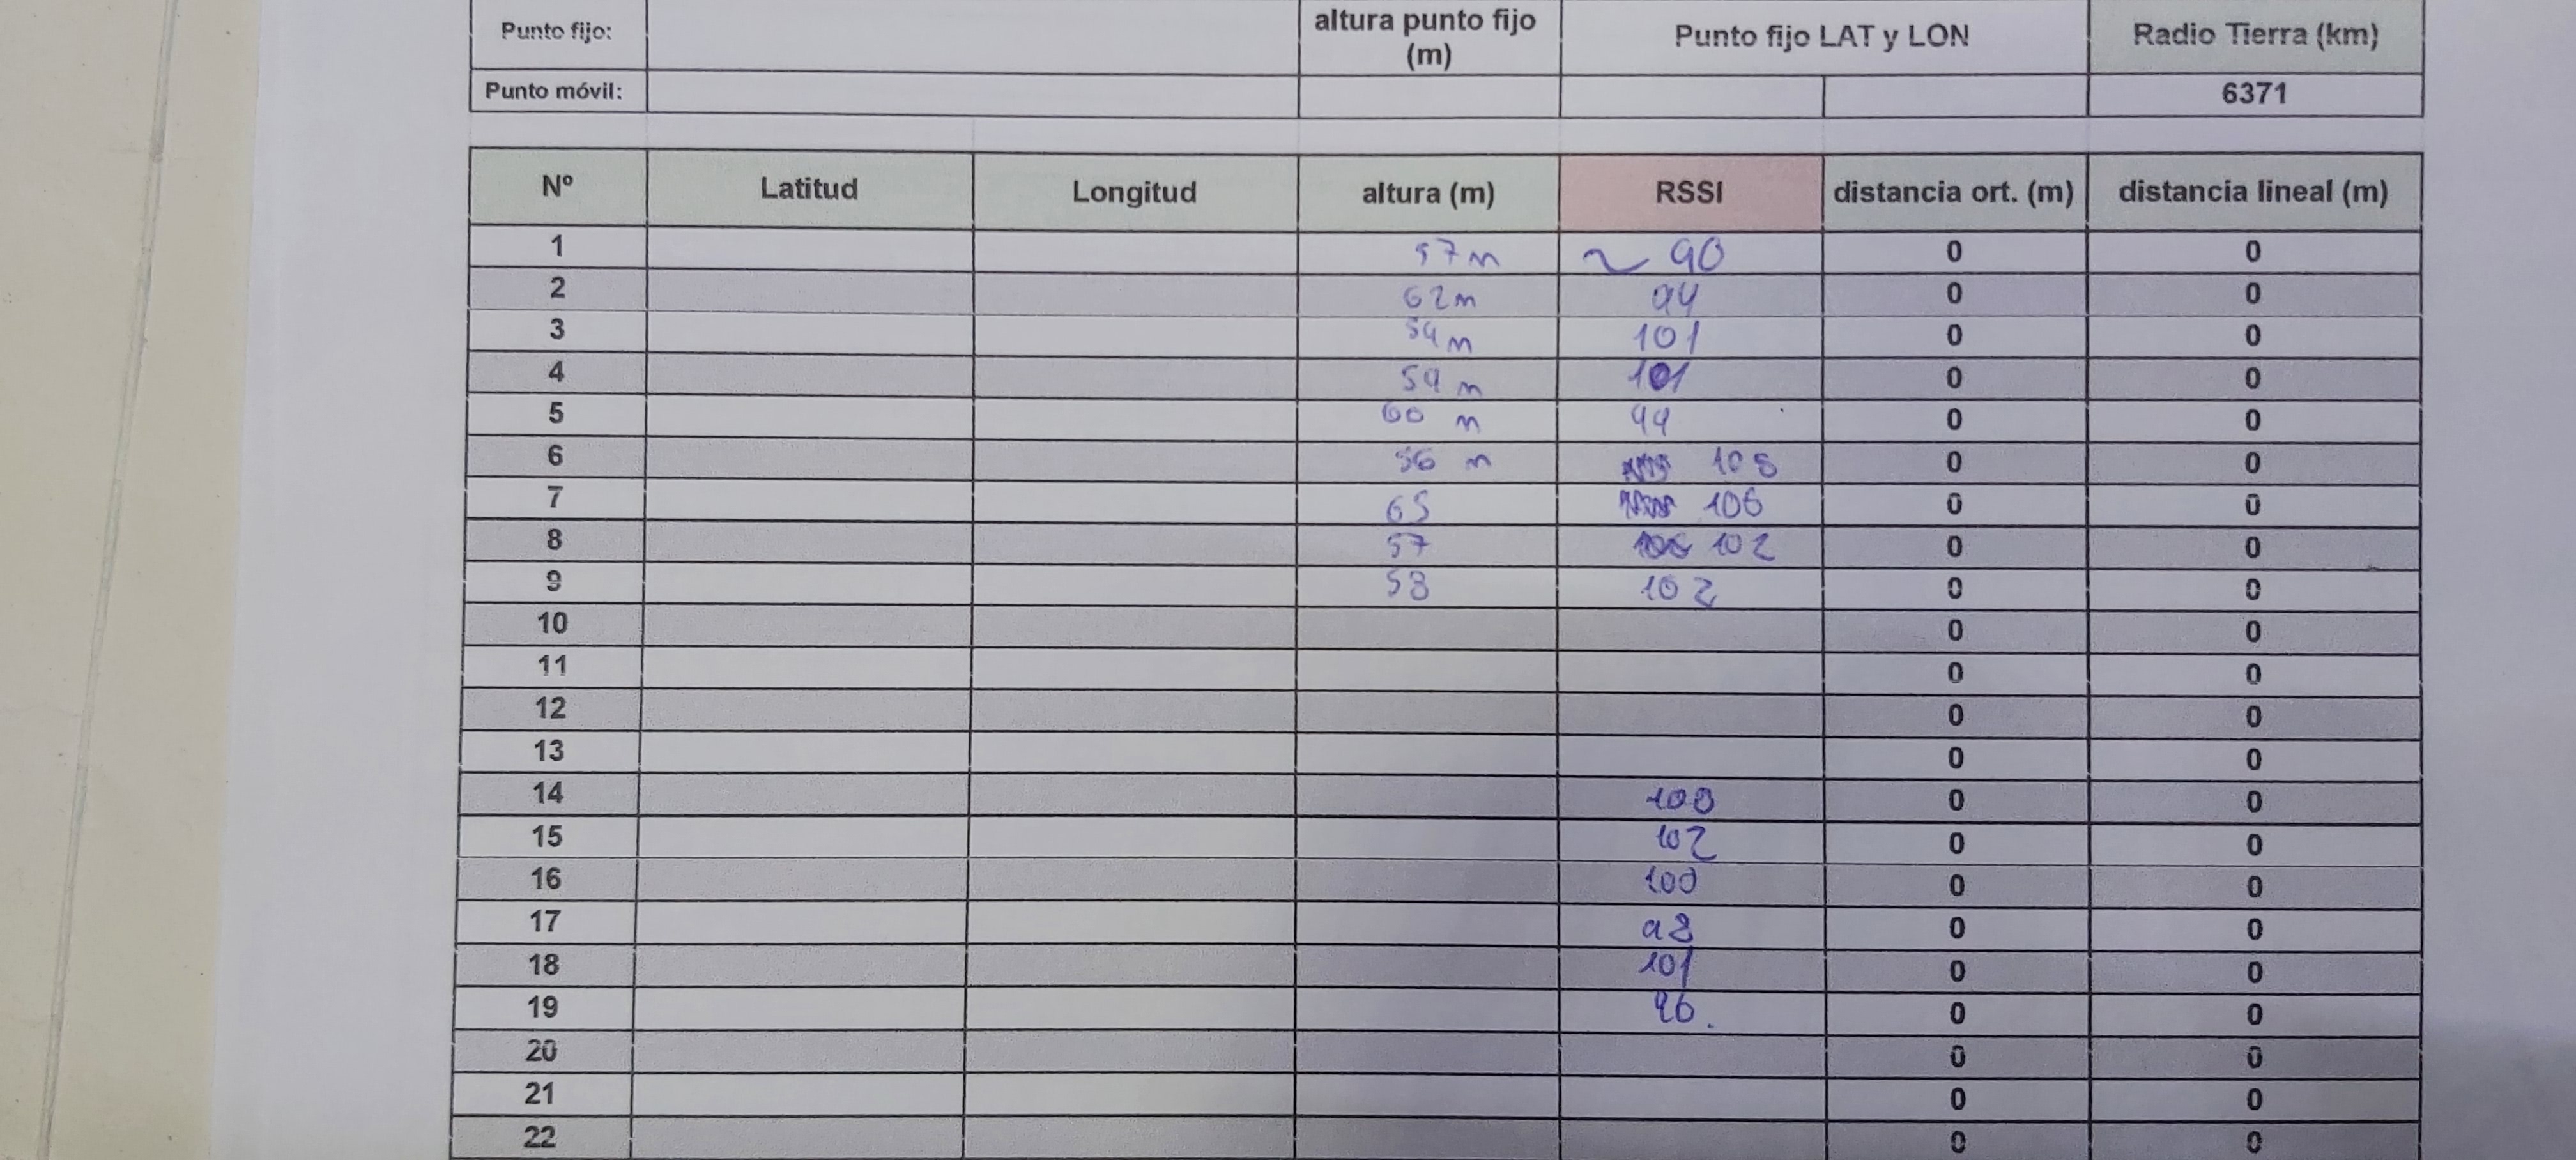 altura punto fijo (m) Punto fijo LAT y LON Radio Tierra (km)
Punto fijo:
Punto móvil: 6371
Nº Latitud Longitud altura (m) RSSI distancia ort. (m) distancia lineal (m)
1 57m 90 0 0
2 62m 94 0 0
3 54m 101 0 0
4 59m 101 0 0
5 60 m 0 0
6 56 m 0 0
7 65 106 0 0
8 57 102 0 0
9 58 102 0 0
10 0 0
11 0 0
12 0 0
13 0 0
14 100 0 0
15 102 0 0
16 100 0 0
17 98 0 0
18 101 0 0
19 96. 0 0
20 0 0
21 0 0
22 0 0